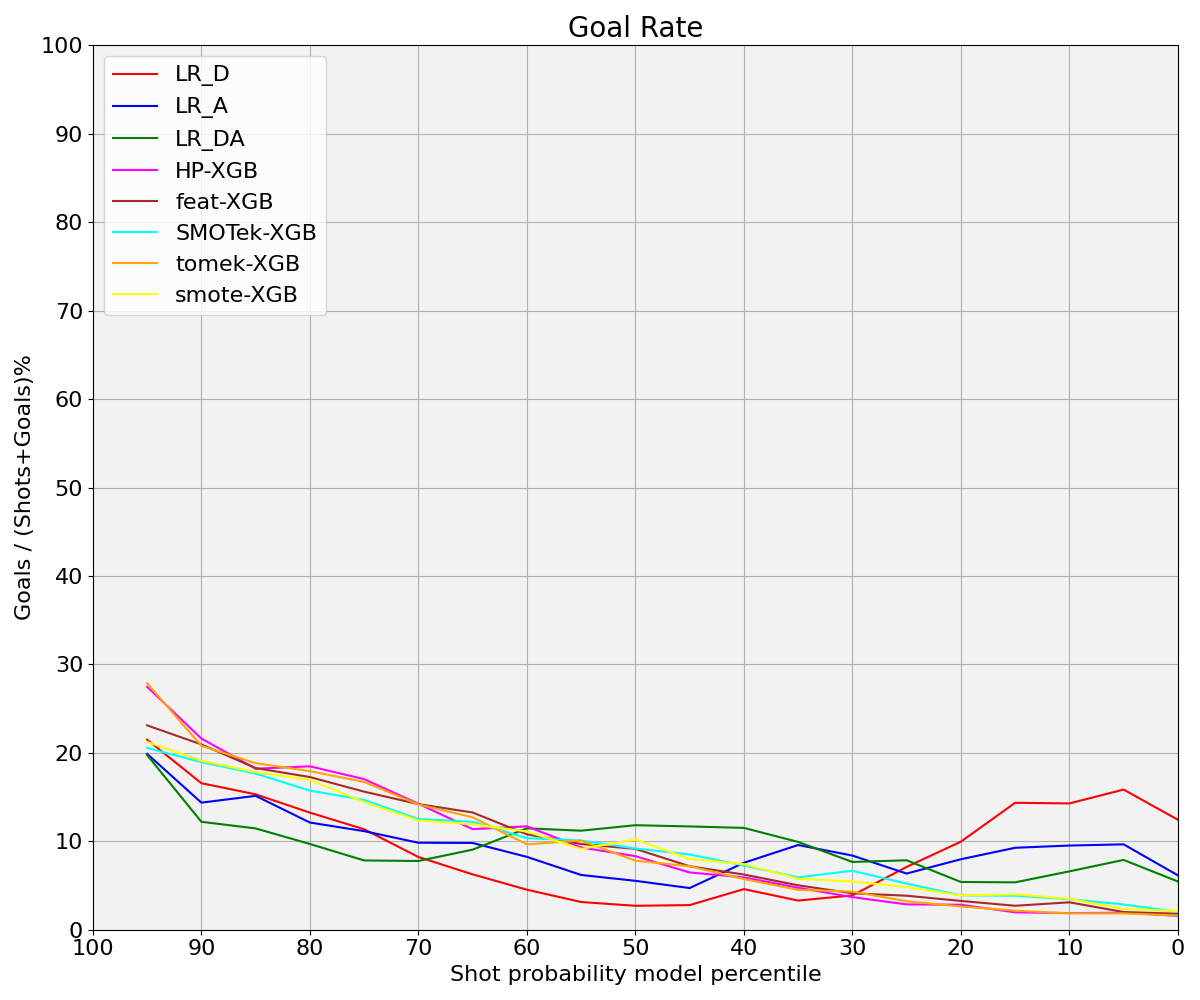 Goal Rate
100
90
80
70
60
50
40
30
20
10
0
Goals / (Shots+Goals)%
LR_D
LR_A
LR_DA
HP-XGB
feat-XGB
SMOTek-XGB
tomek-XGB
smote-XGB
100 90 80 70 60 50 40 30 20 10 0
Shot probability model percentile